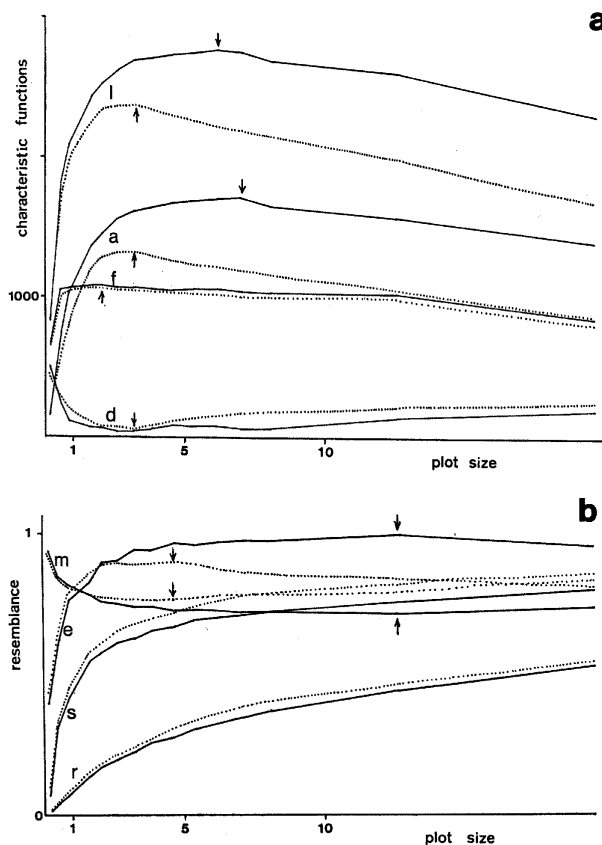 a
characteristic functions
l
a
f
1000
d
1
5
10
plot size
b
1
m
resemblance
e
s
r
0
1
5
10
plot size